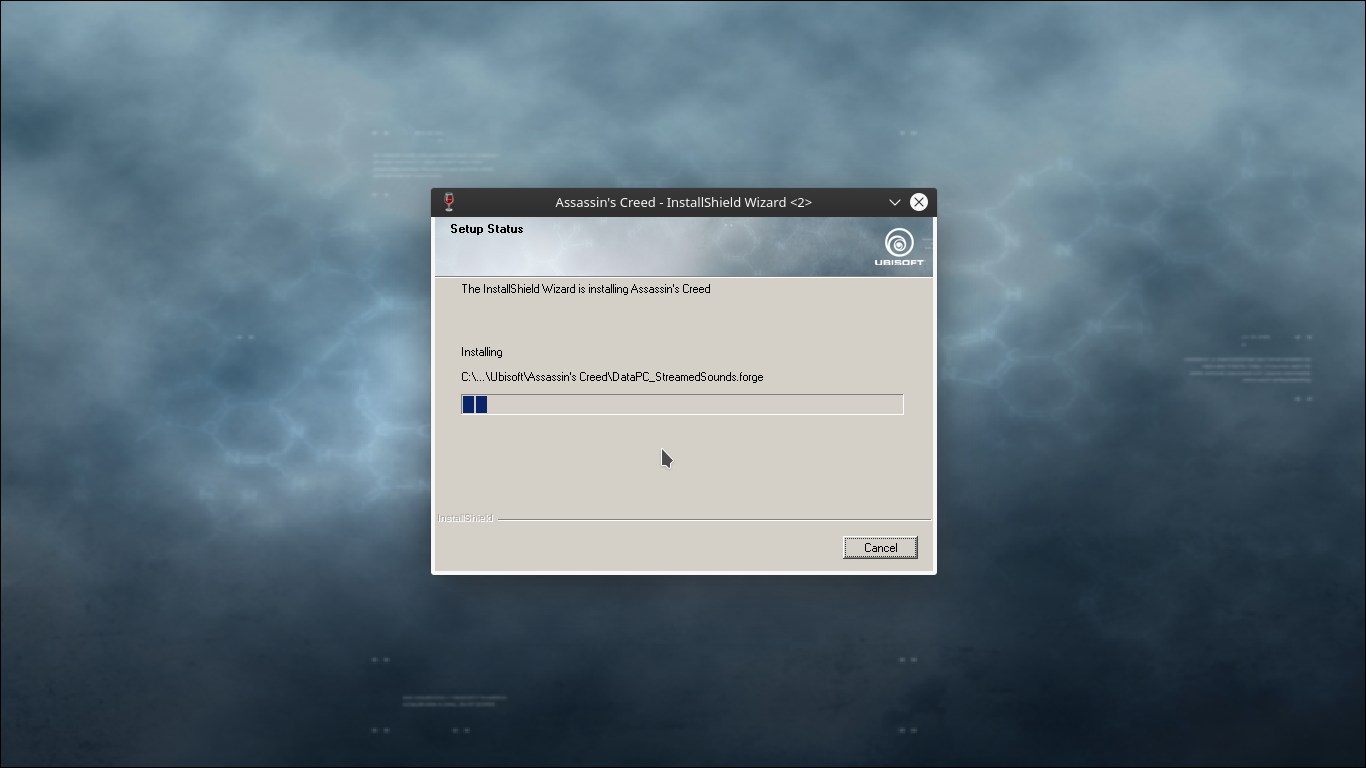 Assassin's Creed - InstallShield Wizard <2>
Setup Status
UBISOFT
The InstallShield Wizard is installing Assassin's Creed
Installing
C:\...\Ubisoft\Assassin's Creed\DataPC_StreamedSounds.forge
InstallShield
Cancel